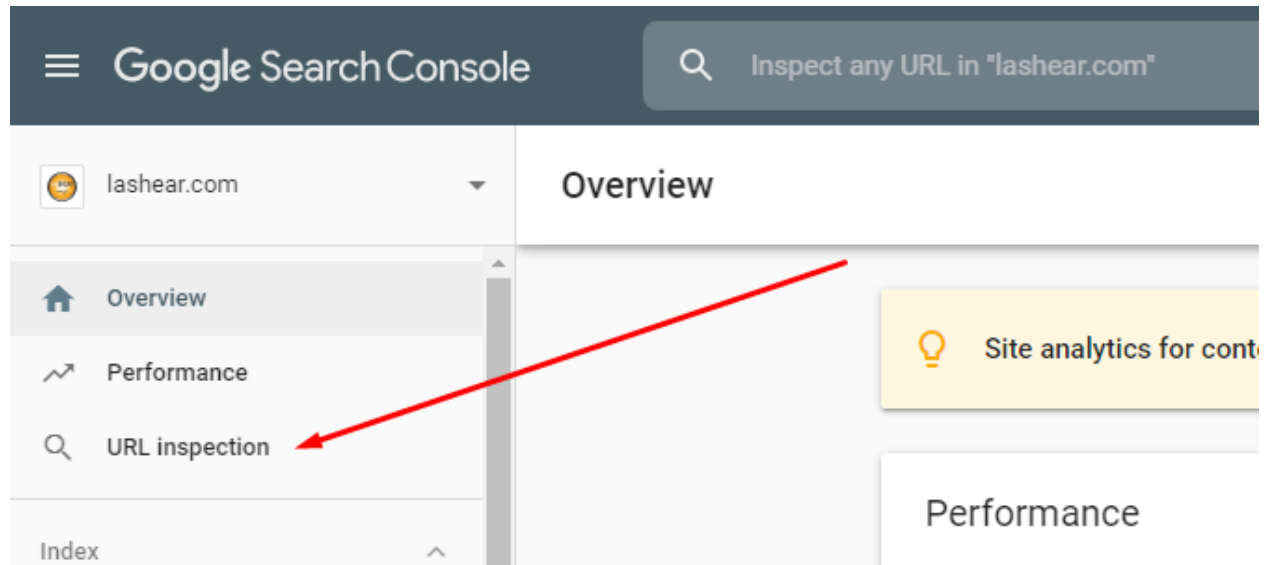 Google Search Console
Inspect any URL in "lashear.com"
lashear.com
Overview
Overview
Performance
URL inspection
Index
Site analytics for
Performance